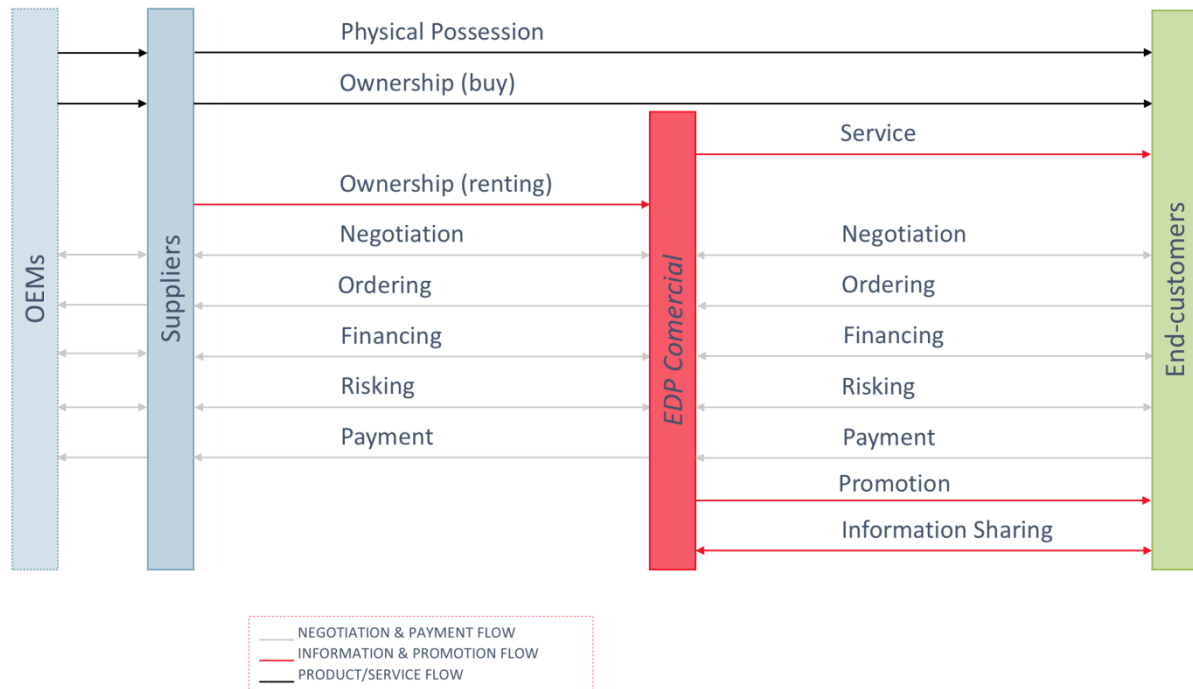 Physical Possession
Ownership (buy)
Service
Ownership (renting)
Negotiation
Negotiation
Ordering
Ordering
Financing
Financing
Risking
Risking
Payment
Payment
Promotion
Information Sharing
OEMs
Suppliers
EDP Comercial
End-customers
NEGOTIATION & PAYMENT FLOW
INFORMATION & PROMOTION FLOW
PRODUCT/SERVICE FLOW